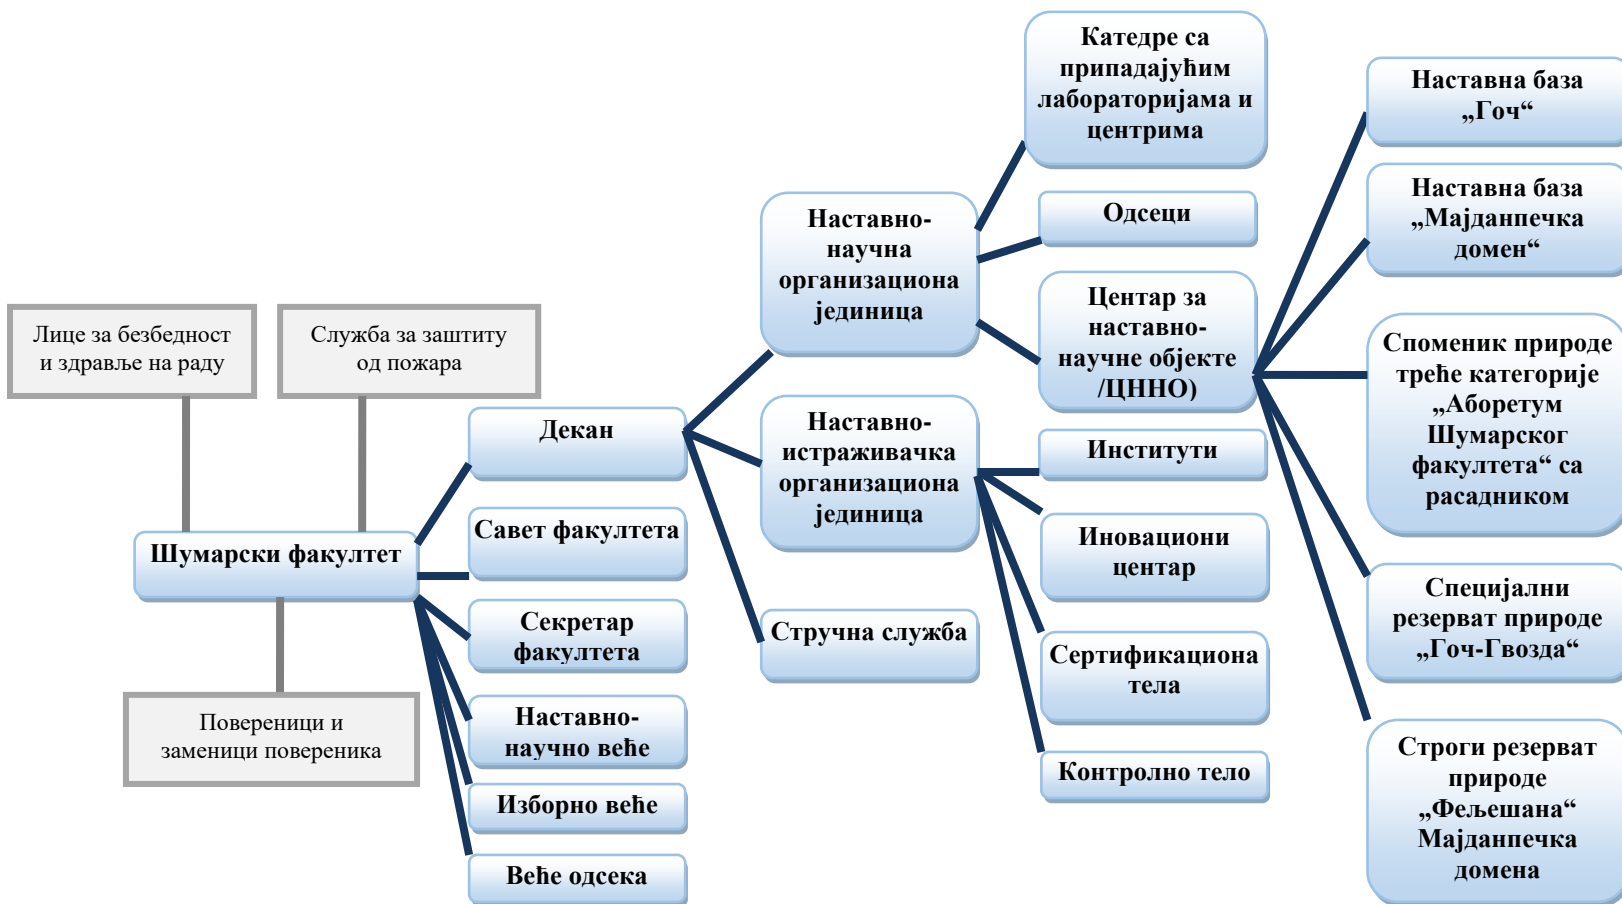 Лице за безбедност
и здравље на раду
Служба за заштиту
од пожара
Шумарски факултет
Повереници и
заменици повереника
Декан
Савет факултета
Секретар
факултета
Наставно-
научно веће
Изборно веће
Веће одсека
Наставно-
научна
организациона
јединица
Наставно-
истраживачка
организациона
јединица
Стручна служба
Катедре са
припадајућим
лабораторијама и
центрима
Одсеци
Центар за
наставно-
научне објекте
/ЦННО)
Институти
Иновациони
центар
Сертификациона
тела
Контролно тело
Наставна база
„Гоч“
Наставна база
„Мајданпечка
домен“
Споменик природе
треће категорије
„Аборетум
Шумарског
факултета“ са
расадником
Специјални
резерват природе
„Гоч-Гвозда“
Строги резерват
природе
„Фељешана“
Мајданпечка
домена